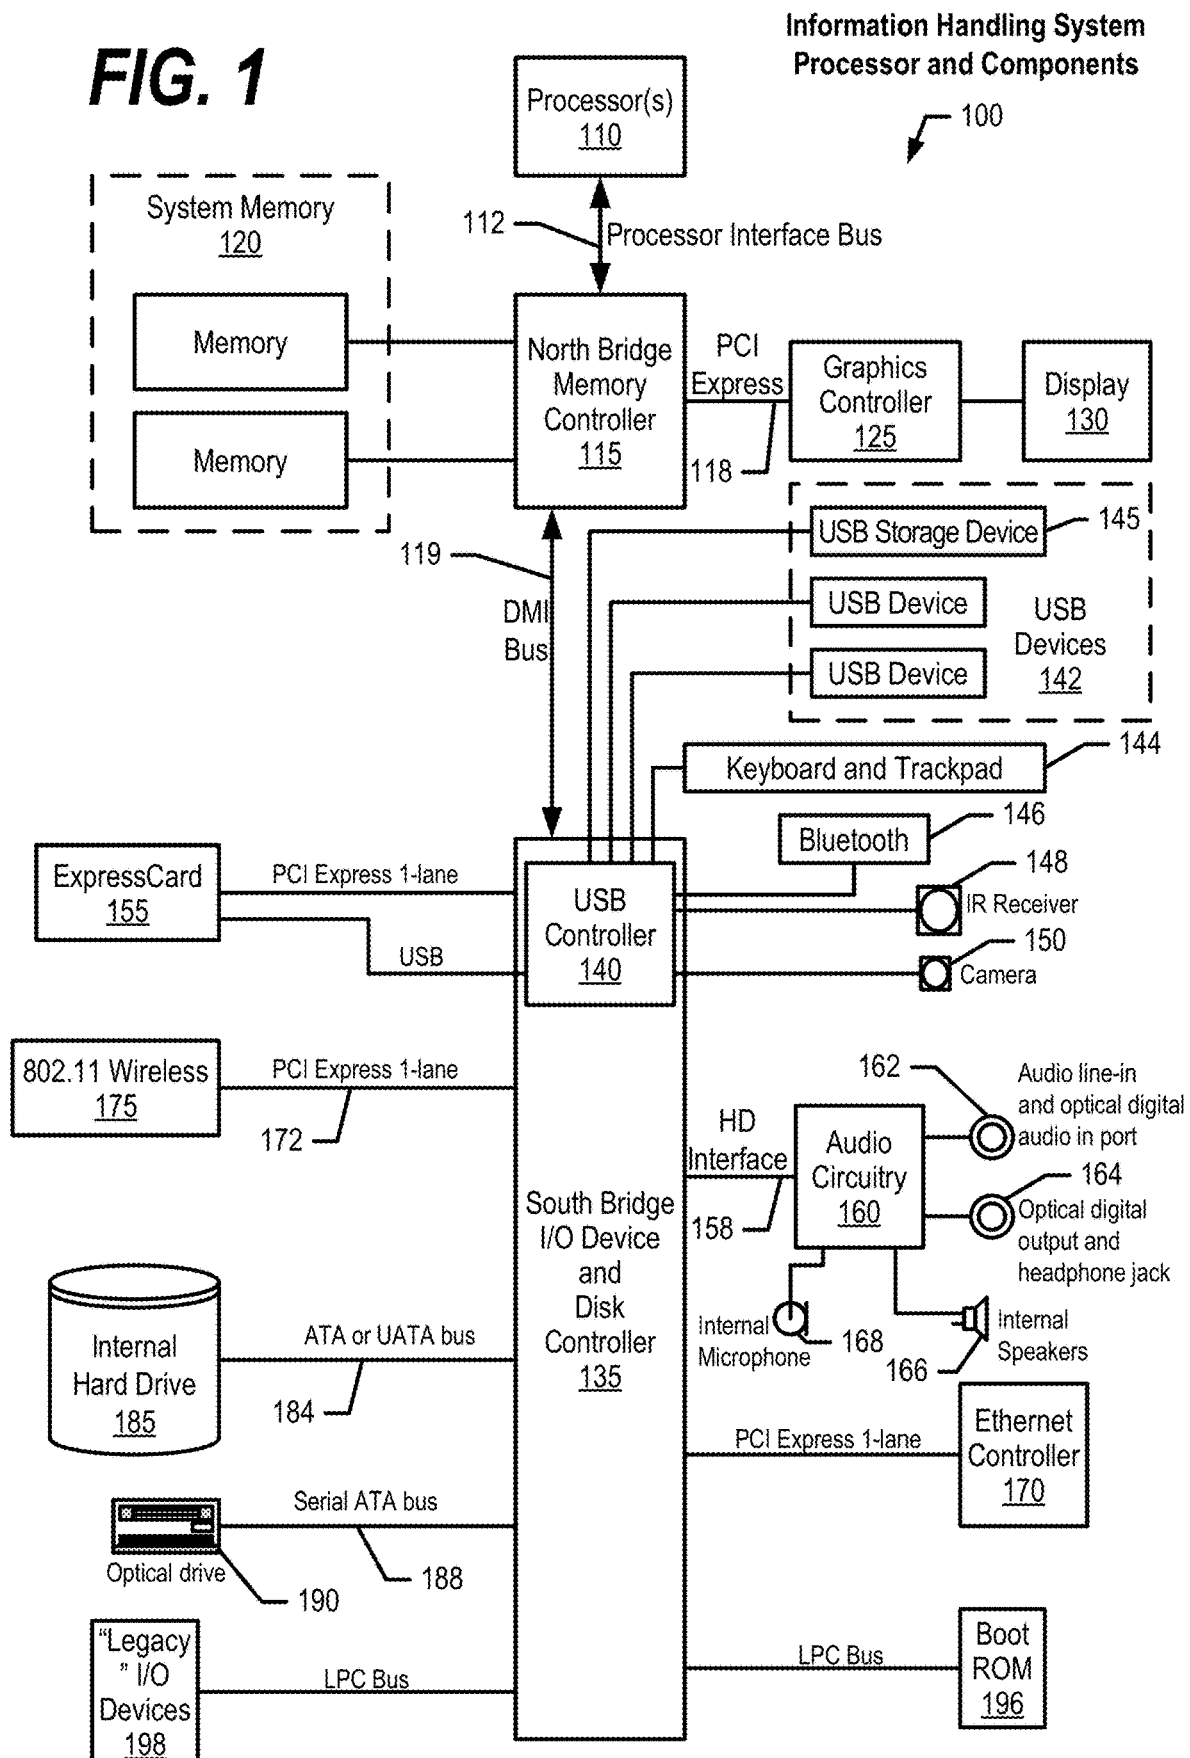 FIG. 1
Information Handling System
Processor and Components
100
Processor(s)
110
112
Processor Interface Bus
System Memory
120
Memory
Memory
North Bridge
Memory
Controller
115
PCI
Express
118
Graphics
Controller
125
Display
130
119
DMI
Bus
USB Storage Device
145
USB Device
USB Device
USB
Devices
142
Keyboard and Trackpad
144
Bluetooth
146
148
IR Receiver
150
Camera
ExpressCard
155
PCI Express 1-lane
USB
USB
Controller
140
802.11 Wireless
175
PCI Express 1-lane
172
HD
Interface
158
Audio
Circuitry
160
162
Audio line-in
and optical digital
audio in port
164
Optical digital
output and
headphone jack
Internal
Microphone
168
Internal
Speakers
166
South Bridge
I/O Device
and
Disk
Controller
135
Internal
Hard Drive
185
ATA or UATA bus
184
PCI Express 1-lane
Ethernet
Controller
170
Serial ATA bus
188
Optical drive
190
“Legacy
” I/O
Devices
198
LPC Bus
LPC Bus
Boot
ROM
196